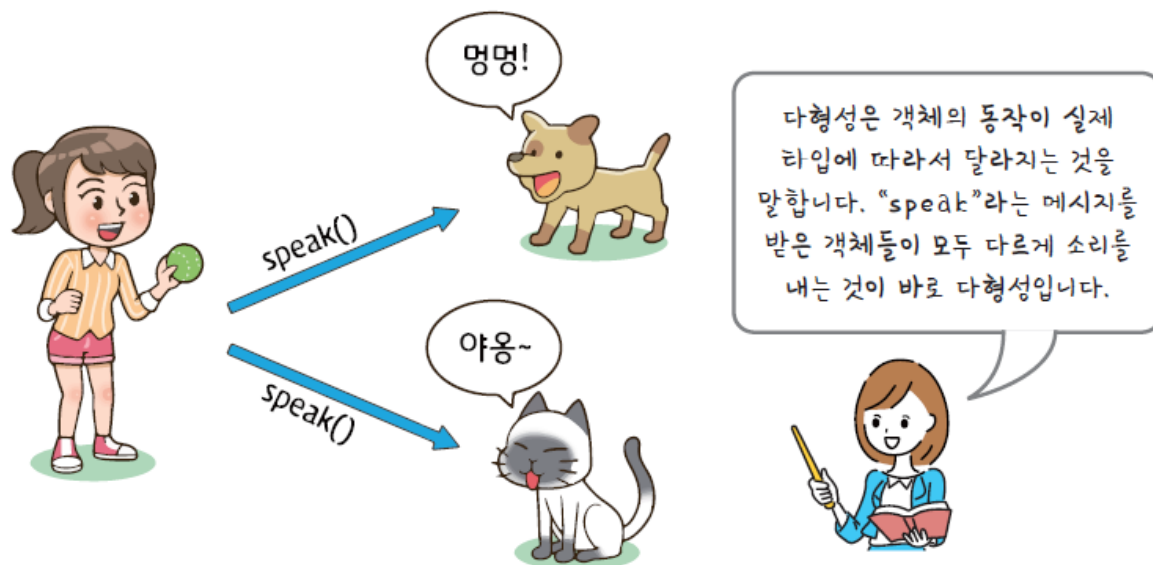 멍멍!
speak()
야옹~
speak()
다형성은 객체의 동작이 실제
타입에 따라서 달라지는 것을
말합니다. “speak”라는 메시지를
받은 객체들이 모두 다르게 소리를
내는 것이 바로 다형성입니다.